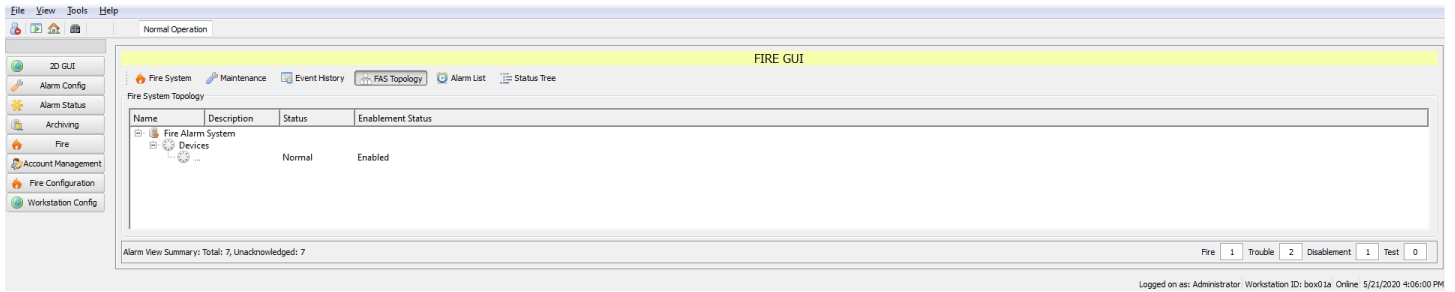 File View Tools Help
Normal Operation
FIRE GUI
2D GUI
Alarm Config
Alarm Status
Archiving
Fire
Account Management
Fire Configuration
Workstation Config
Fire System Maintenance Event History FAS Topology Alarm List Status Tree
Fire System Topology
Name Description Status Enablement Status
Fire Alarm System
Devices
... Normal Enabled
Alarm View Summary: Total: 7, Unacknowledged: 7
Fire 1 Trouble 2 Disablement 1 Test 0
Logged on as: Administrator Workstation ID: box01a Online 5/21/2020 4:06:00 PM